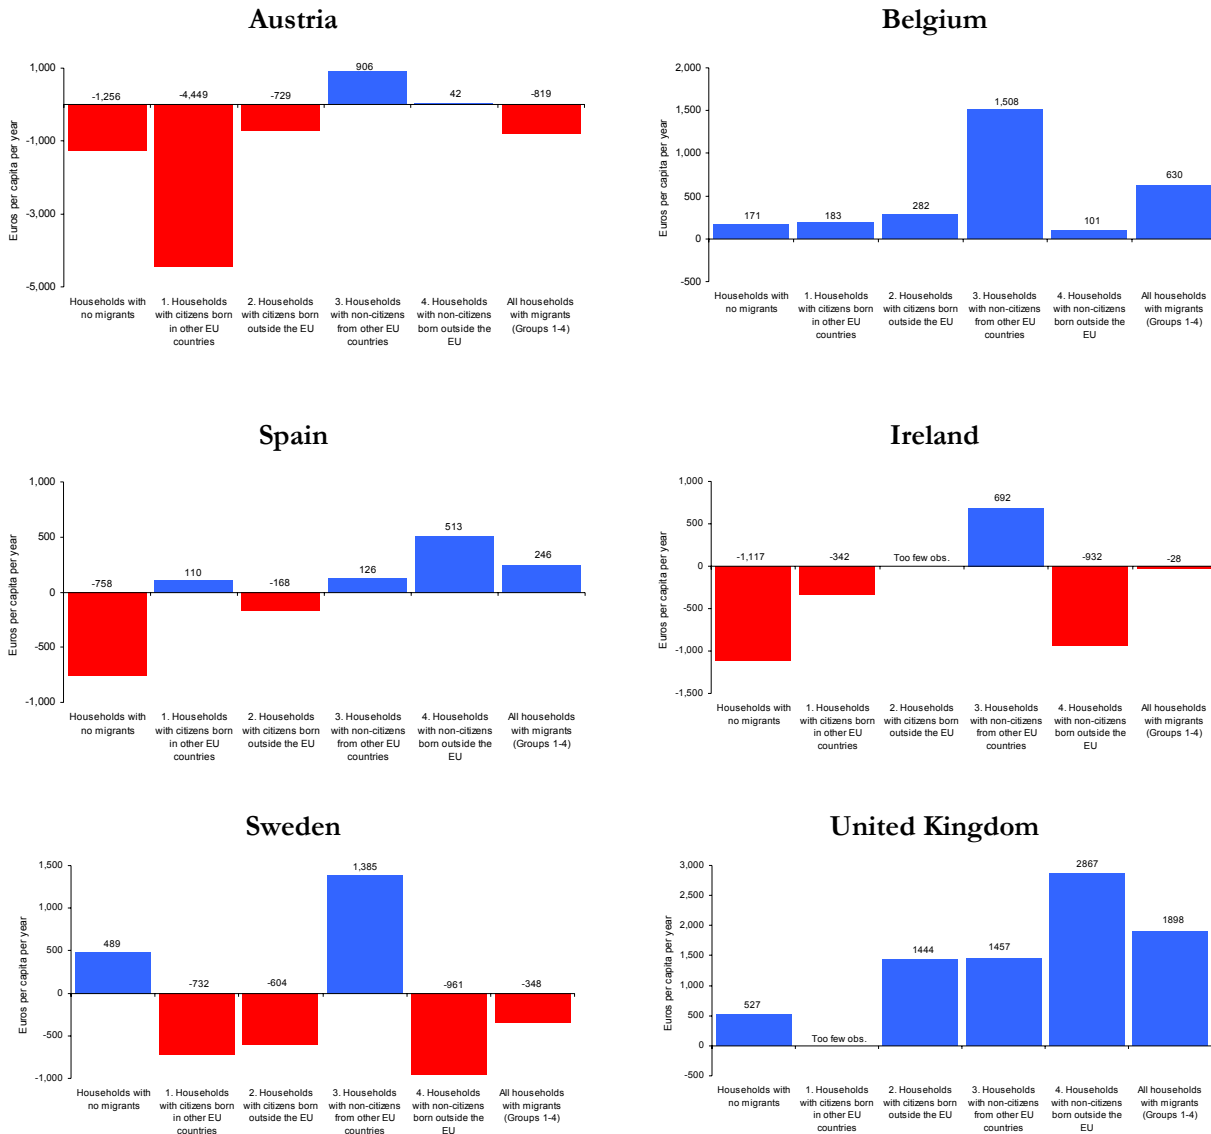 Austria
Euros per capita per year
1,000
-1,000
-3,000
-5,000
-1,256
-4,449
-729
906
42
-819
Households with
no migrants
1. Households
with citizens born
in other EU
countries
2. Households
with citizens born
outside the EU
3. Households
with non-citizens
from other EU
countries
4. Households
with non-citizens
born outside the
EU
All households
with migrants
(Groups 1-4)
Belgium
Euros per capita per year
2,000
1,500
1,000
500
0
-500
171
183
282
1,508
101
630
Households with
no migrants
1. Households
with citizens born
in other EU
countries
2. Households
with citizens born
outside the EU
3. Households
with non-citizens
from other EU
countries
4. Households
with non-citizens
born outside the
EU
All households
with migrants
(Groups 1-4)
Spain
Euros per capita per year
1,000
500
0
-500
-1,000
-758
110
-168
126
513
246
Households with
no migrants
1. Households
with citizens born
in other EU
countries
2. Households
with citizens born
outside the EU
3. Households
with non-citizens
from other EU
countries
4. Households
with non-citizens
born outside the
EU
All households
with migrants
(Groups 1-4)
Ireland
Euros per capita per year
1,000
500
0
-500
-1,000
-1,500
-1,117
-342
Too few obs.
692
-932
-28
Households with
no migrants
1. Households
with citizens born
in other EU
countries
2. Households
with citizens born
outside the EU
3. Households
with non-citizens
from other EU
countries
4. Households
with non-citizens
born outside the
EU
All households
with migrants
(Groups 1-4)
Sweden
Euros per capita per year
1,500
1,000
500
0
-500
-1,000
489
-732
-604
1,385
-961
-348
Households with
no migrants
1. Households
with citizens born
in other EU
countries
2. Households
with citizens born
outside the EU
3. Households
with non-citizens
from other EU
countries
4. Households
with non-citizens
born outside the
EU
All households
with migrants
(Groups 1-4)
United Kingdom
Euros per capita per year
3,000
2,500
2,000
1,500
1,000
500
0
-500
527
Too few obs.
1444
1457
2867
1898
Households with
no migrants
1. Households
with citizens born
in other EU
countries
2. Households
with citizens born
outside the EU
3. Households
with non-citizens
from other EU
countries
4. Households
with non-citizens
born outside the
EU
All households
with migrants
(Groups 1-4)